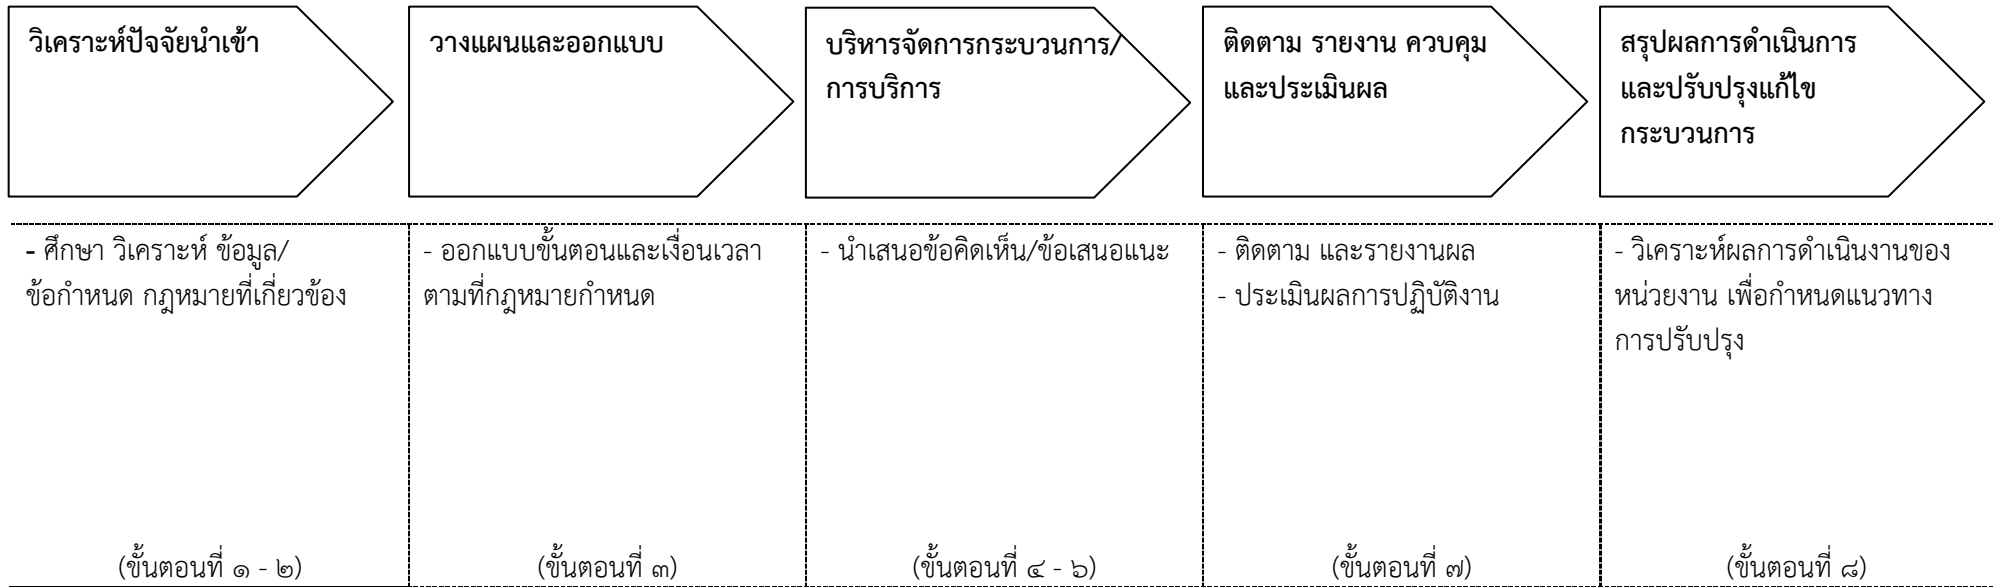 วิเคราะห์ปัจจัยนำเข้า
วางแผนและออกแบบ
บริหารจัดการกระบวนการ/
การบริการ
ติดตาม รายงาน ควบคุม
และประเมินผล
สรุปผลการดำเนินการ
และปรับปรุงแก้ไข
กระบวนการ
- ศึกษา วิเคราะห์ ข้อมูล/
ข้อกำหนด กฎหมายที่เกี่ยวข้อง
(ขั้นตอนที่ ๑ - ๒)
- ออกแบบขั้นตอนและเงื่อนเวลา
ตามที่กฎหมายกำหนด
(ขั้นตอนที่ ๓)
- นำเสนอข้อคิดเห็น/ข้อเสนอแนะ
(ขั้นตอนที่ ๔ - ๖)
- ติดตาม และรายงานผล
- ประเมินผลการปฏิบัติงาน
(ขั้นตอนที่ ๗)
- วิเคราะห์ผลการดำเนินงานของ
หน่วยงาน เพื่อกำหนดแนวทาง
การปรับปรุง
(ขั้นตอนที่ ๘)